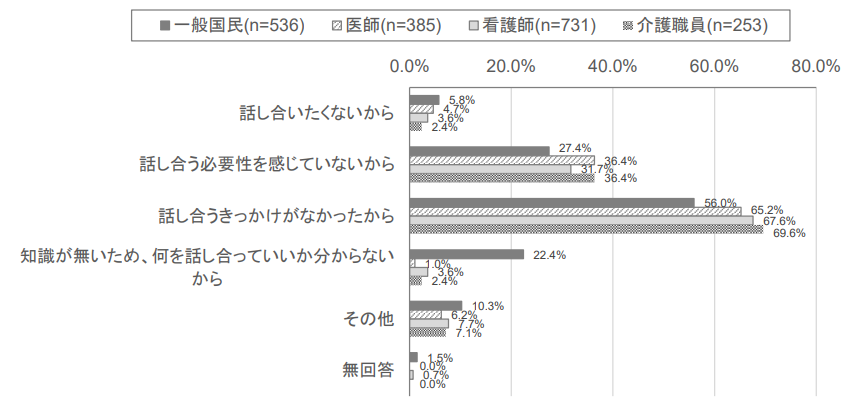 一般国民(n=536) 医師(n=385) 看護師(n=731) 介護職員(n=253)
0.0% 20.0% 40.0% 60.0% 80.0%
話し合いたくないから
5.8%
4.7%
3.6%
2.4%
話し合う必要性を感じていないから
27.4%
36.4%
31.7%
36.4%
話し合うきっかけがなかったから
56.0%
65.2%
67.6%
69.6%
知識が無いため、何を話し合っていいか分からない
から
22.4%
1.0%
3.6%
2.4%
その他
10.3%
6.2%
7.7%
7.1%
無回答
1.5%
0.0%
0.7%
0.0%